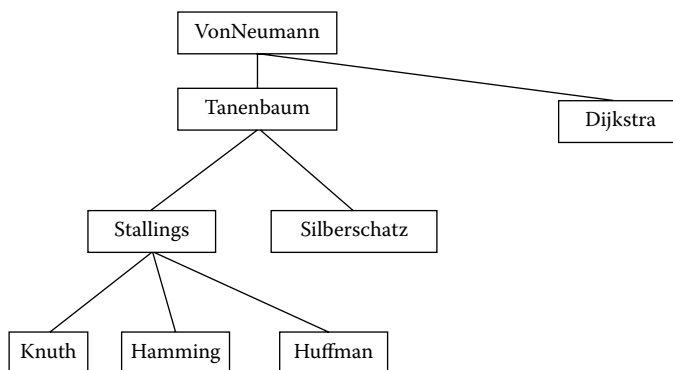 VonNeumann
Tanenbaum
Dijkstra
Stallings
Silberschatz
Knuth
Hamming
Huffman